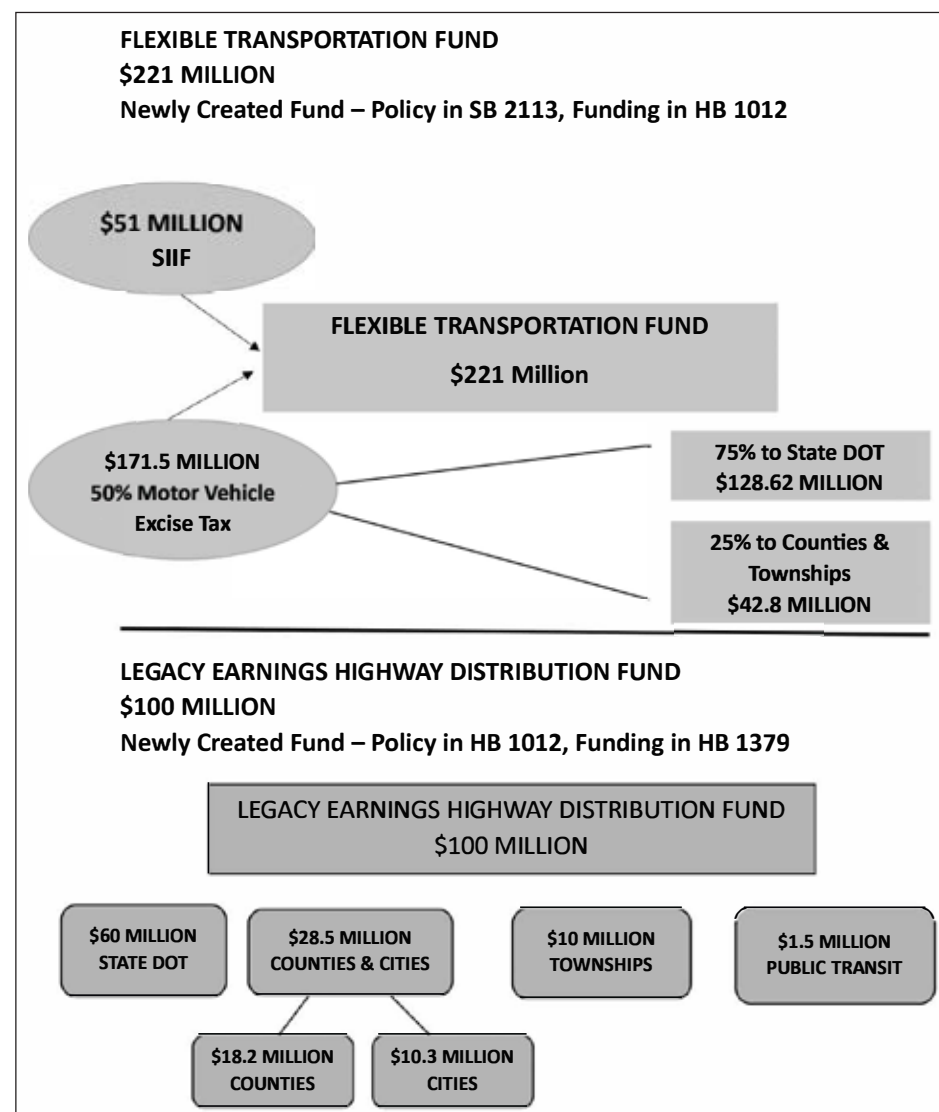 FLEXIBLE TRANSPORTATION FUND
$221 MILLION
Newly Created Fund – Policy in SB 2113, Funding in HB 1012
$51 MILLION
SIIF
FLEXIBLE TRANSPORTATION FUND
$221 Million
$171.5 MILLION
50% Motor Vehicle
Excise Tax
75% to State DOT
$128.62 MILLION
25% to Counties &
Townships
$42.8 MILLION
LEGACY EARNINGS HIGHWAY DISTRIBUTION FUND
$100 MILLION
Newly Created Fund – Policy in HB 1012, Funding in HB 1379
LEGACY EARNINGS HIGHWAY DISTRIBUTION FUND
$100 MILLION
$60 MILLION
STATE DOT
$28.5 MILLION
COUNTIES & CITIES
$10 MILLION
TOWNSHIPS
$1.5 MILLION
PUBLIC TRANSIT
$18.2 MILLION
COUNTIES
$10.3 MILLION
CITIES